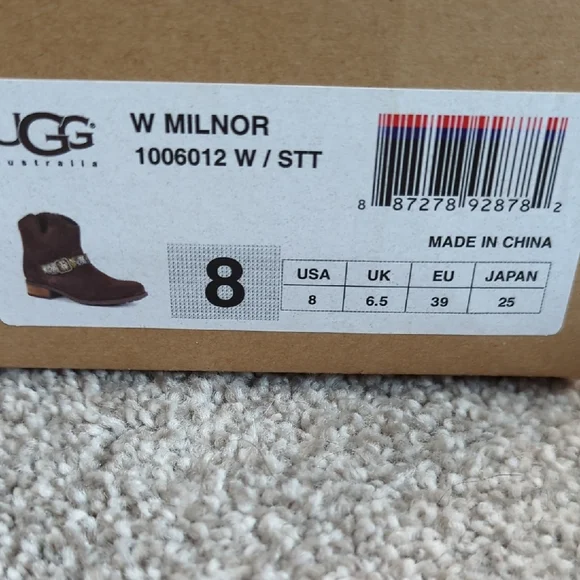 UGG®
australia
W MILNOR
1006012 W / STT
8 87278 92878 2
MADE IN CHINA
8
USA UK EU JAPAN
8 6.5 39 25